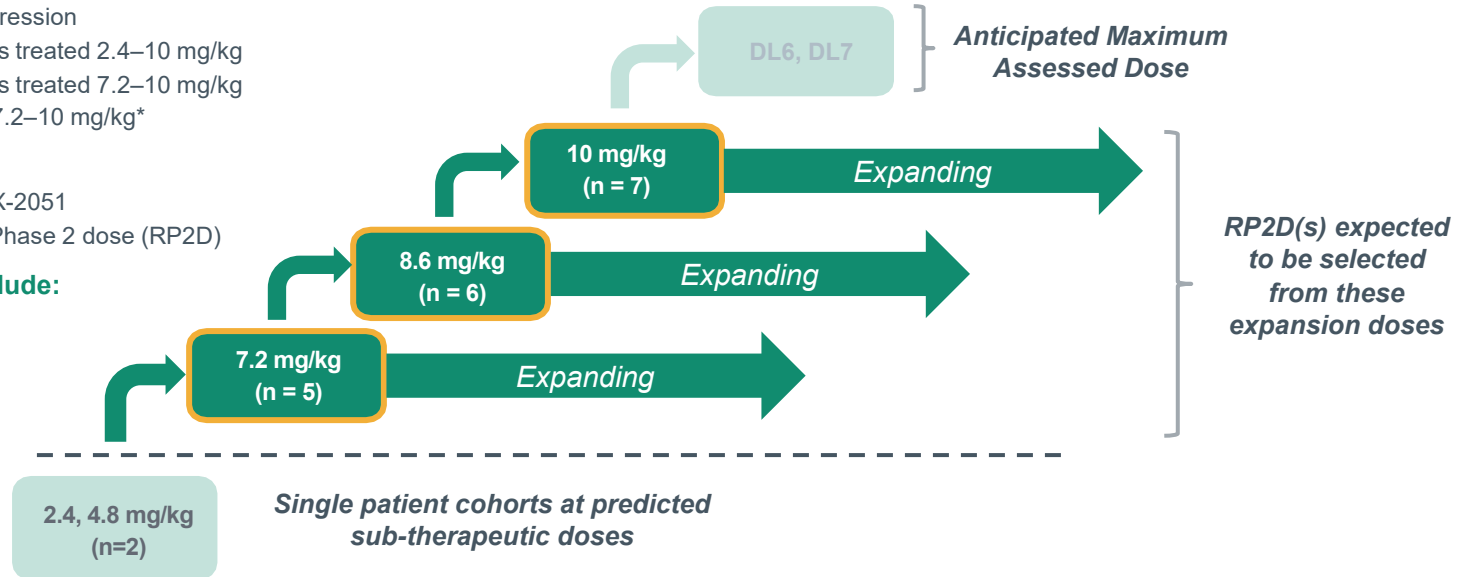 ression
s treated 2.4–10 mg/kg
s treated 7.2–10 mg/kg
7.2–10 mg/kg*
X-2051
Phase 2 dose (RP2D)
lude:
DL6, DL7
Anticipated Maximum
Assessed Dose
10 mg/kg
(n = 7)
Expanding
8.6 mg/kg
(n = 6)
Expanding
7.2 mg/kg
(n = 5)
Expanding
RP2D(s) expected
to be selected
from these
expansion doses
2.4, 4.8 mg/kg
(n=2)
Single patient cohorts at predicted
sub-therapeutic doses